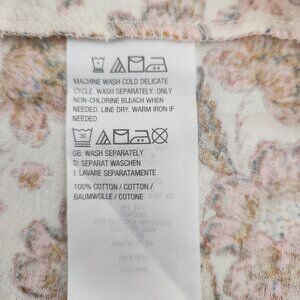 MACHINE WASH COLD DELICATE
CYCLE. WASH SEPARATELY. ONLY
NON-CHLORINE BLEACH WHEN
NEEDED. LINE DRY. WARM IRON IF
NEEDED
30
GB: WASH SEPARATELY
D: SEPARAT WASCHEN
I: LAVARE SEPARATAMENTE
100% COTTON / COTON /
BAUMWOLLE / COTONE